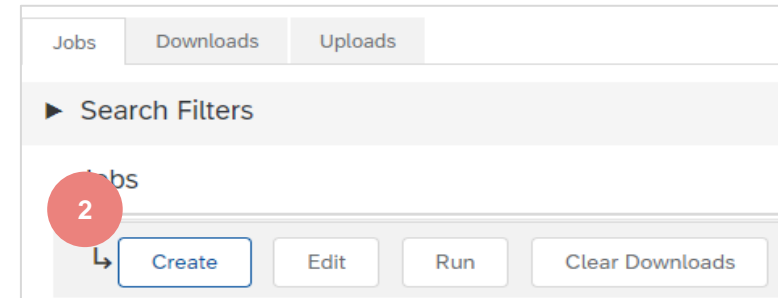 Jobs Downloads Uploads
Search Filters
Jobs
2
Create Edit Run Clear Downloads